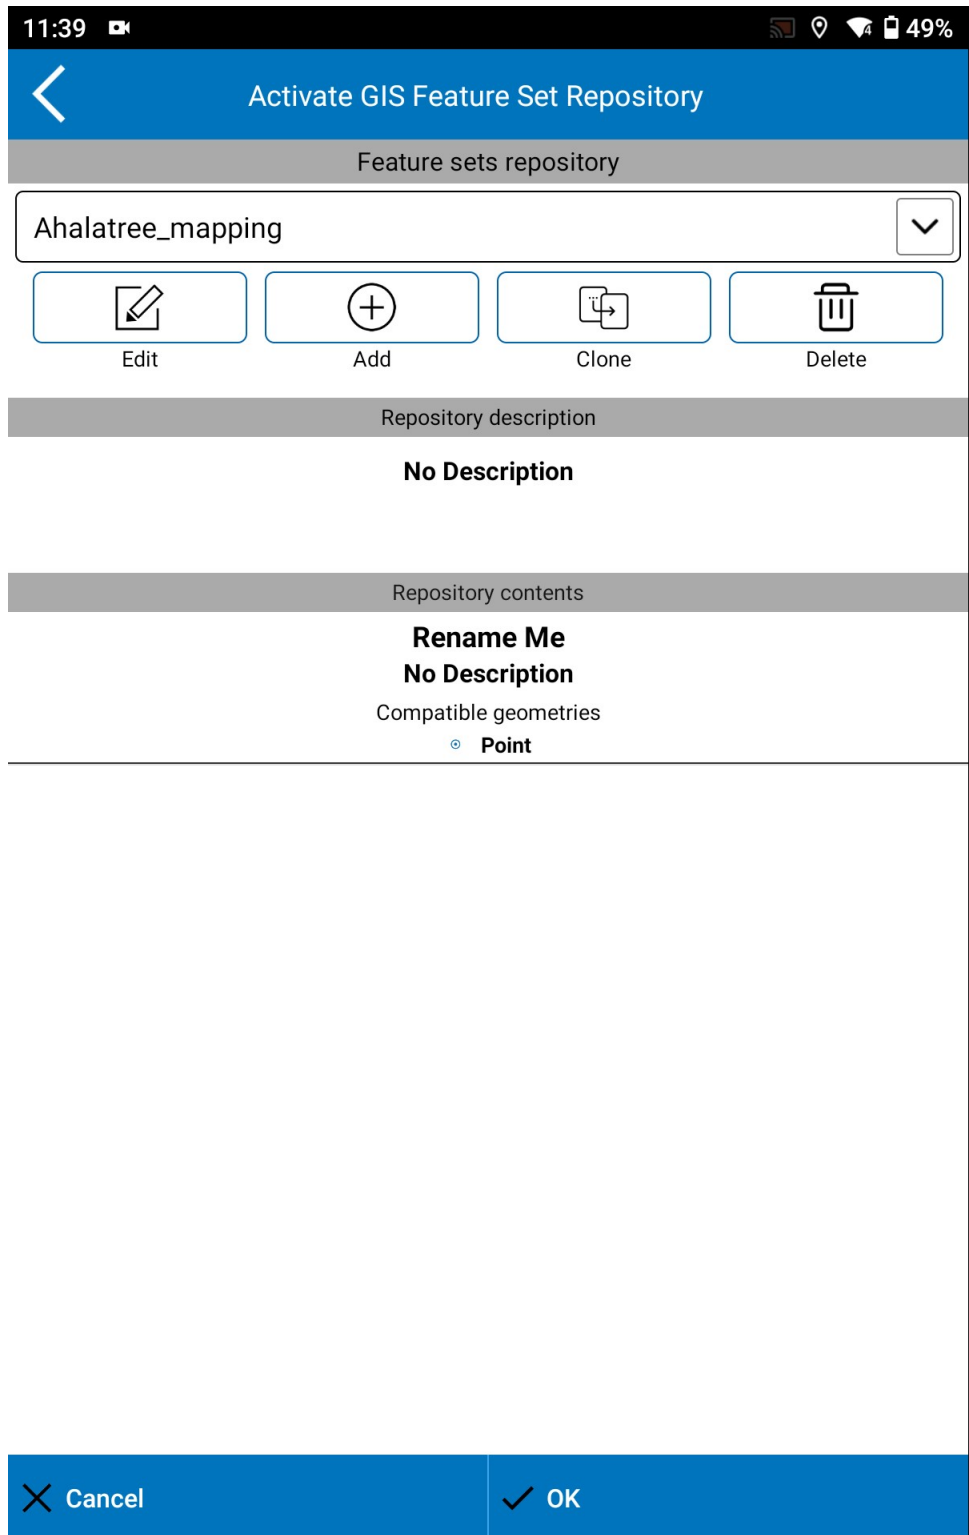 11:39 4 49%
Activate GIS Feature Set Repository
Feature sets repository
Ahalatree_mapping
Edit Add Clone Delete
Repository description
No Description
Repository contents
Rename Me
No Description
Compatible geometries
Point
Cancel OK